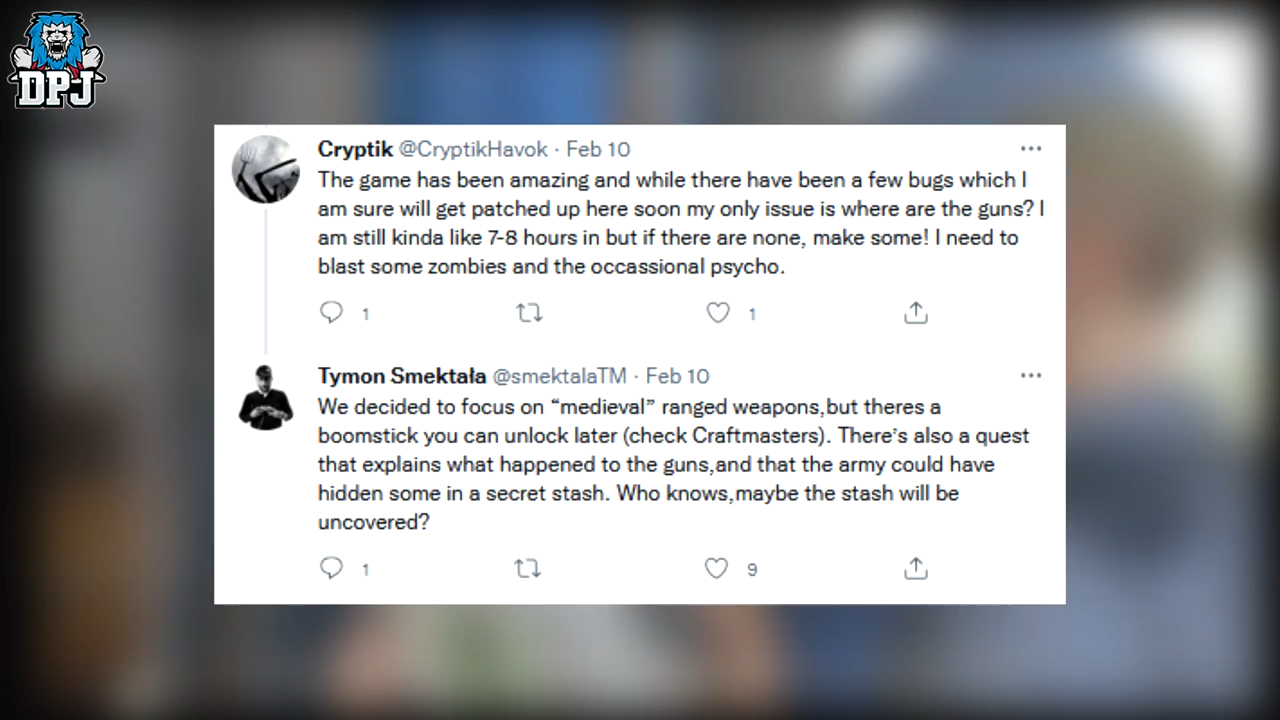 DPJ
Cryptik @CryptikHavok · Feb 10
The game has been amazing and while there have been a few bugs which I
am sure will get patched up here soon my only issue is where are the guns? I
am still kinda like 7-8 hours in but if there are none, make some! I need to
blast some zombies and the occassional psycho.
1 1
Tymon Smektała @smektalaTM · Feb 10
We decided to focus on “medieval” ranged weapons,but theres a
boomstick you can unlock later (check Craftmasters). There’s also a quest
that explains what happened to the guns,and that the army could have
hidden some in a secret stash. Who knows,maybe the stash will be
uncovered?
1 9